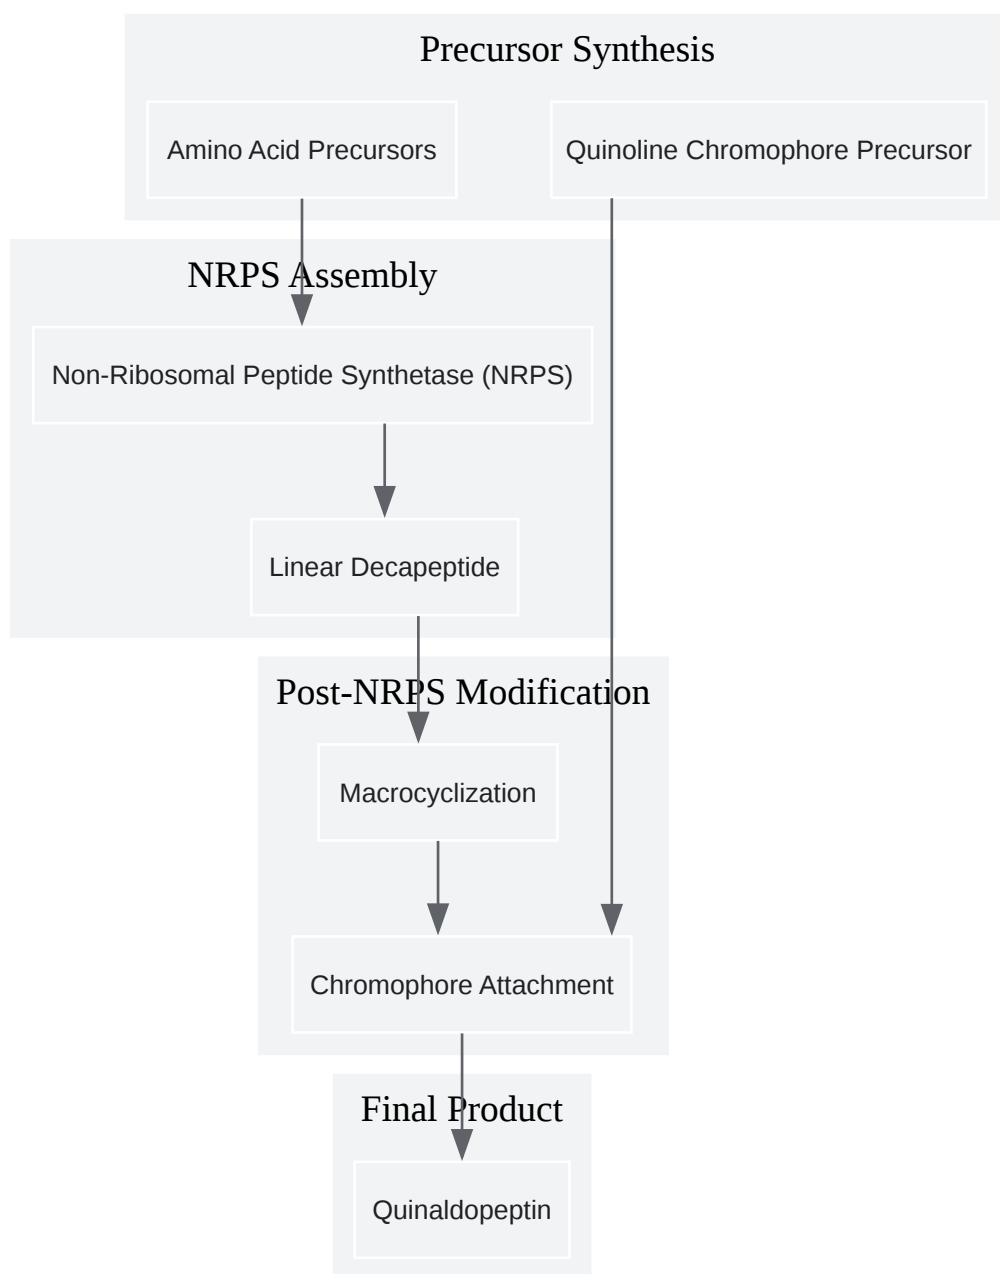 Precursor Synthesis
Amino Acid Precursors
Quinoline Chromophore Precursor
NRPS Assembly
Non-Ribosomal Peptide Synthetase (NRPS)
Linear Decapeptide
Post-NRPS Modification
Macrocyclization
Chromophore Attachment
Final Product
Quinaldopeptin